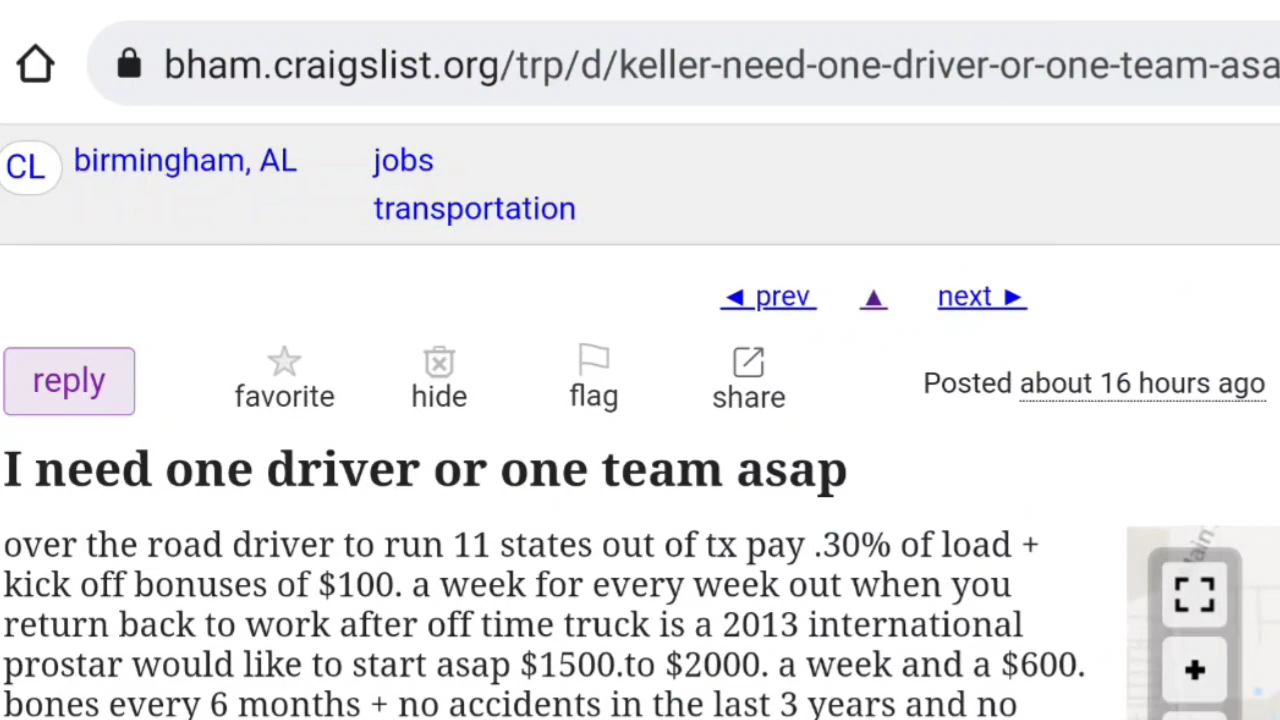 bham.craigslist.org/trp/d/keller-need-one-driver-or-one-team-asa
CL birmingham, AL jobs
transportation
◄ prev ▲ next ►
reply favorite hide flag share Posted about 16 hours ago
I need one driver or one team asap
over the road driver to run 11 states out of tx pay .30% of load +
kick off bonuses of $100. a week for every week out when you
return back to work after off time truck is a 2013 international
prostar would like to start asap $1500.to $2000. a week and a $600.
bones every 6 months + no accidents in the last 3 years and no